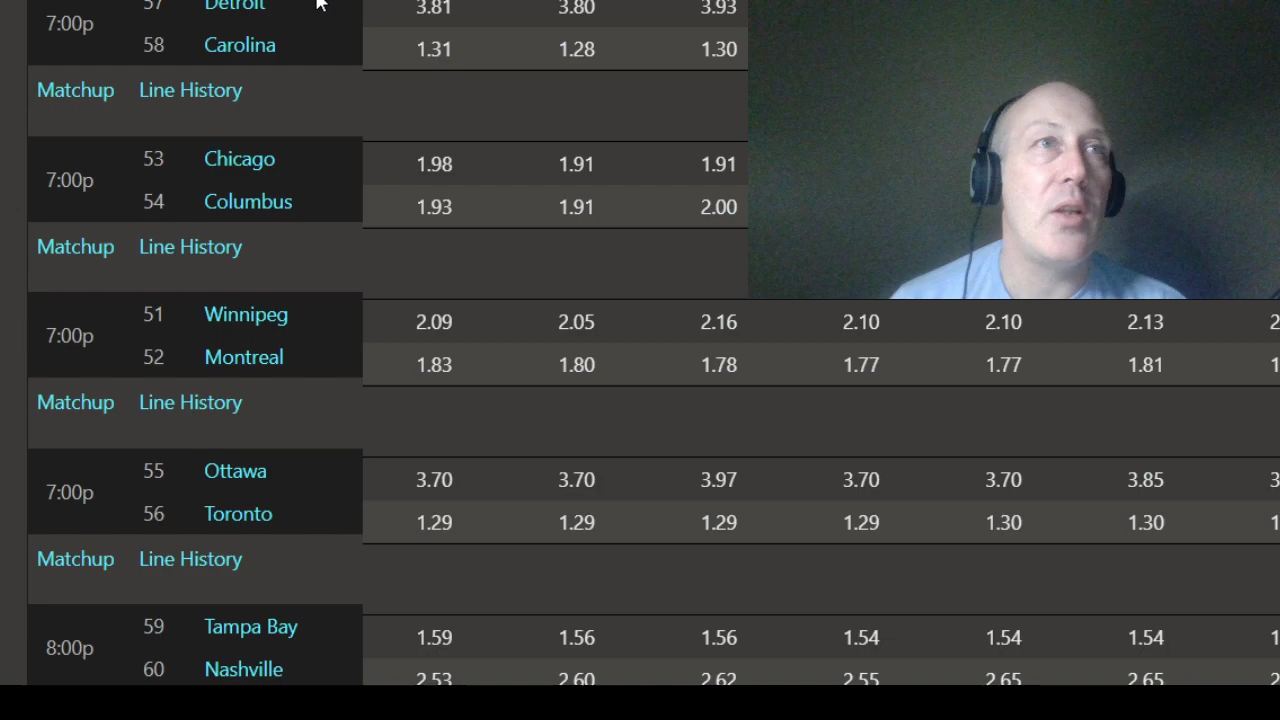 57 Detroit 3.81 3.80 3.93
7:00p
58 Carolina 1.31 1.28 1.30
Matchup Line History
53 Chicago 1.98 1.91 1.91
7:00p
54 Columbus 1.93 1.91 2.00
Matchup Line History
51 Winnipeg 2.09 2.05 2.16 2.10 2.10 2.13
7:00p
52 Montreal 1.83 1.80 1.78 1.77 1.77 1.81
Matchup Line History
55 Ottawa 3.70 3.70 3.97 3.70 3.70 3.85
7:00p
56 Toronto 1.29 1.29 1.29 1.29 1.30 1.30
Matchup Line History
59 Tampa Bay 1.59 1.56 1.56 1.54 1.54 1.54
8:00p
60 Nashville 2.53 2.60 2.62 2.55 2.65 2.65